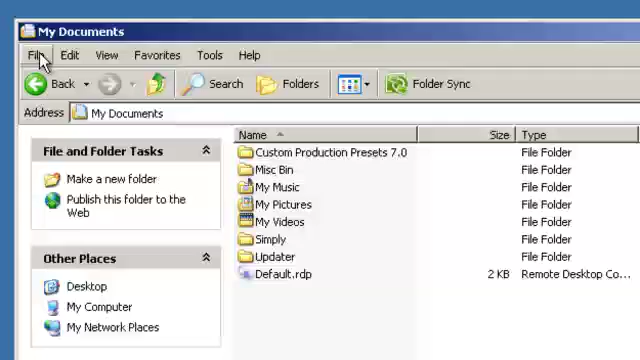 My Documents
File Edit View Favorites Tools Help
Back Search Folders Folder Sync
Address My Documents
Name Size Type
File and Folder Tasks
Make a new folder
Publish this folder to the
Web
Other Places
Desktop
My Computer
My Network Places
Custom Production Presets 7.0 File Folder
Misc Bin File Folder
My Music File Folder
My Pictures File Folder
My Videos File Folder
Simply File Folder
Updater File Folder
Default.rdp 2 KB Remote Desktop Co...